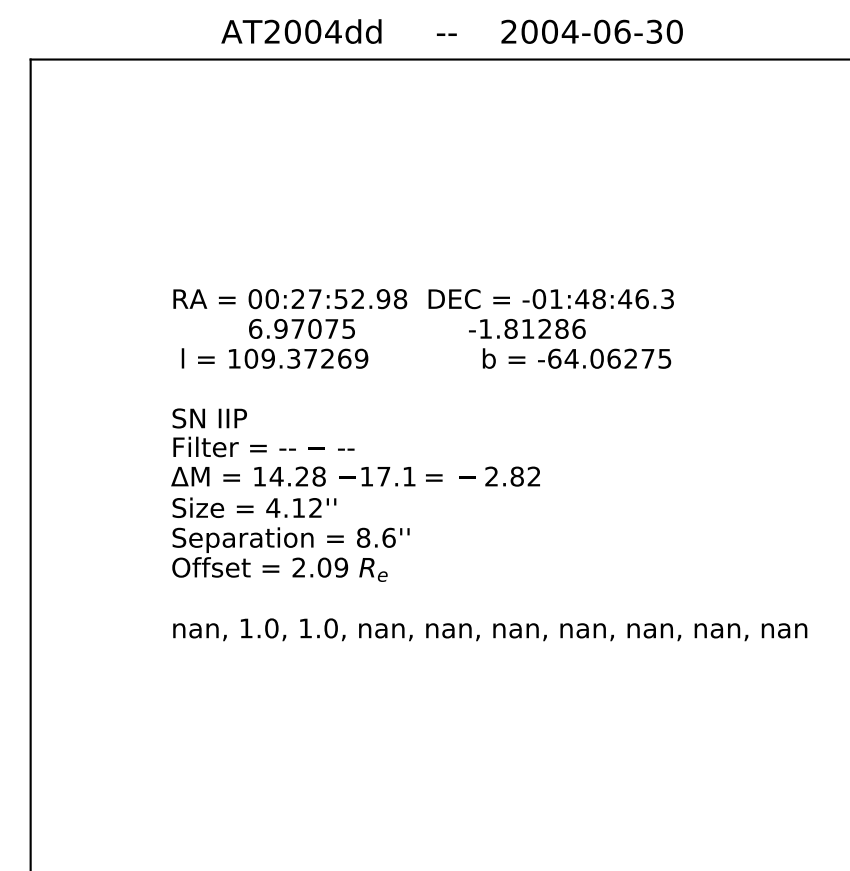 AT2004dd -- 2004-06-30
RA = 00:27:52.98 DEC = -01:48:46.3
6.97075 -1.81286
l = 109.37269 b = -64.06275
SN IIP
Filter = -- − --
ΔM = 14.28 −17.1 = − 2.82
Size = 4.12''
Separation = 8.6''
Offset = 2.09 Rₑ
nan, 1.0, 1.0, nan, nan, nan, nan, nan, nan, nan